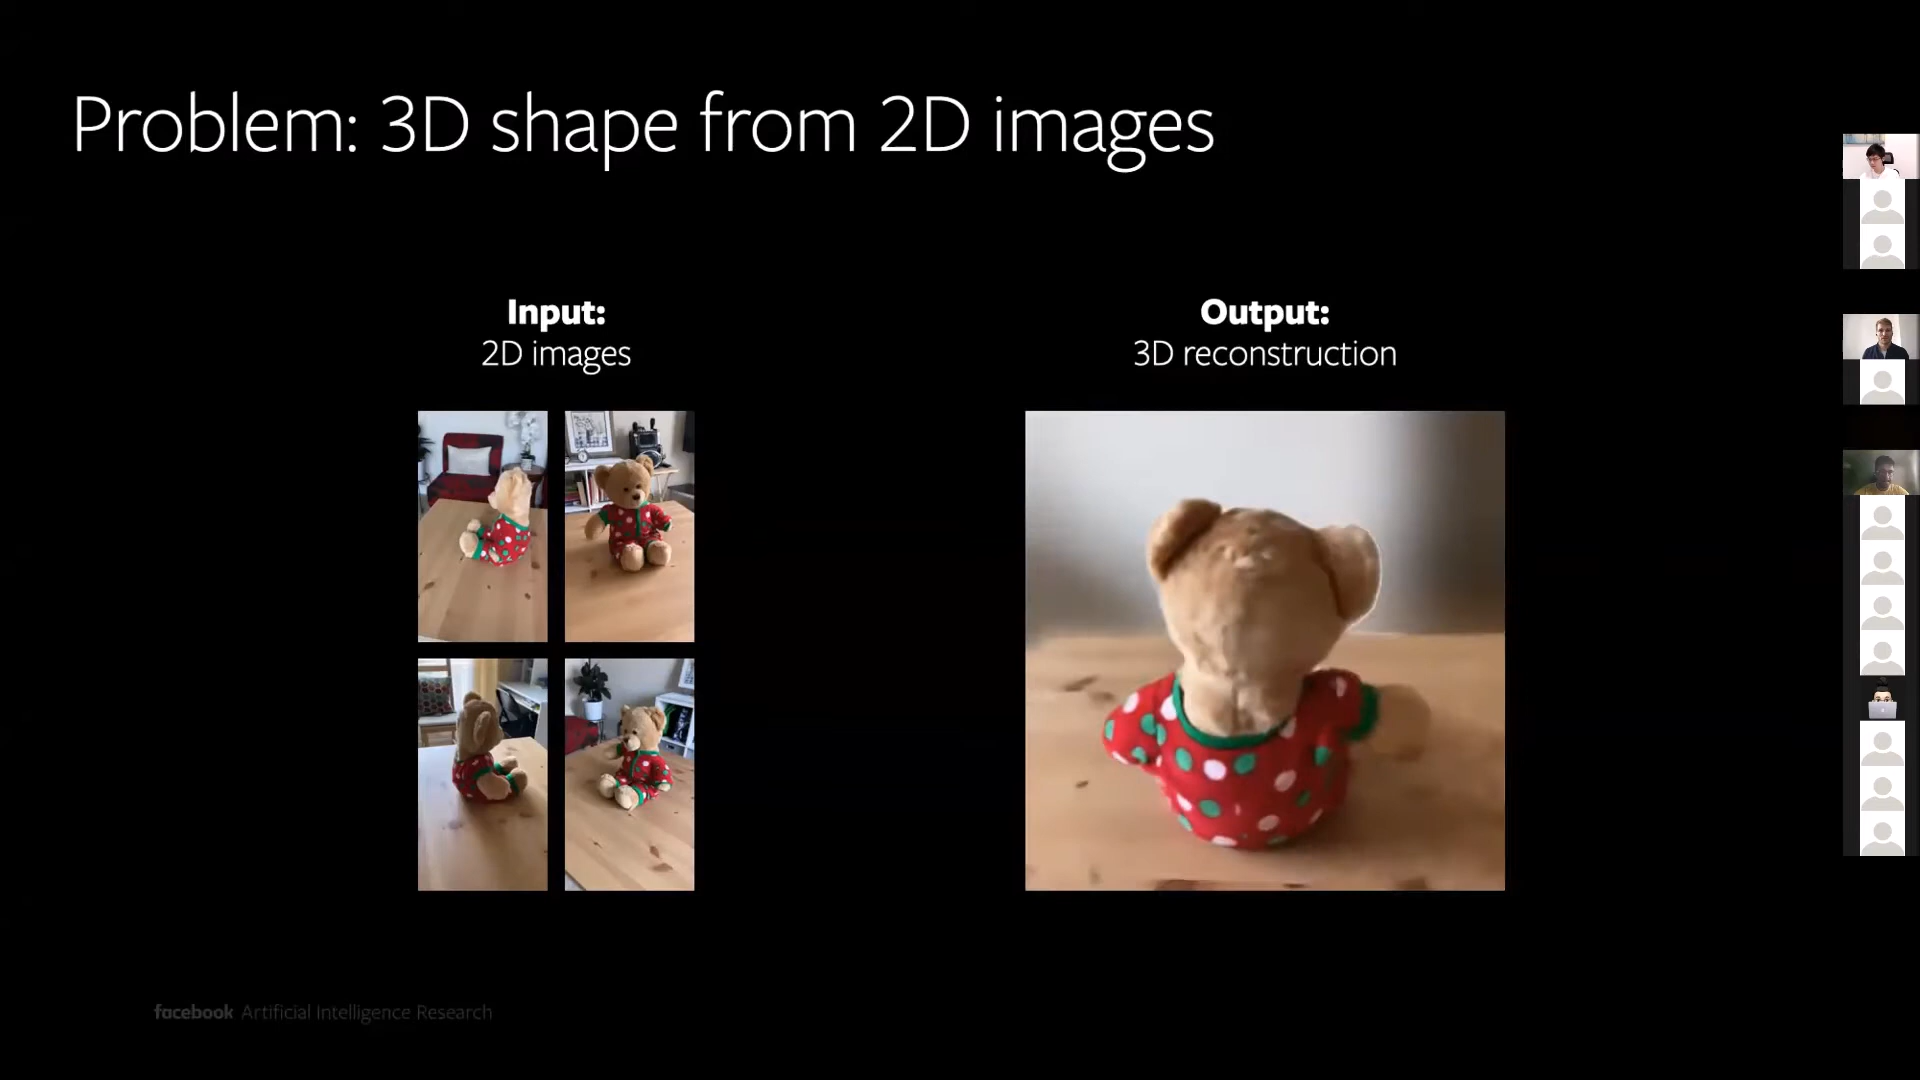 Problem: 3D shape from 2D images
Input:
2D images
Output:
3D reconstruction
facebook Artificial Intelligence Research